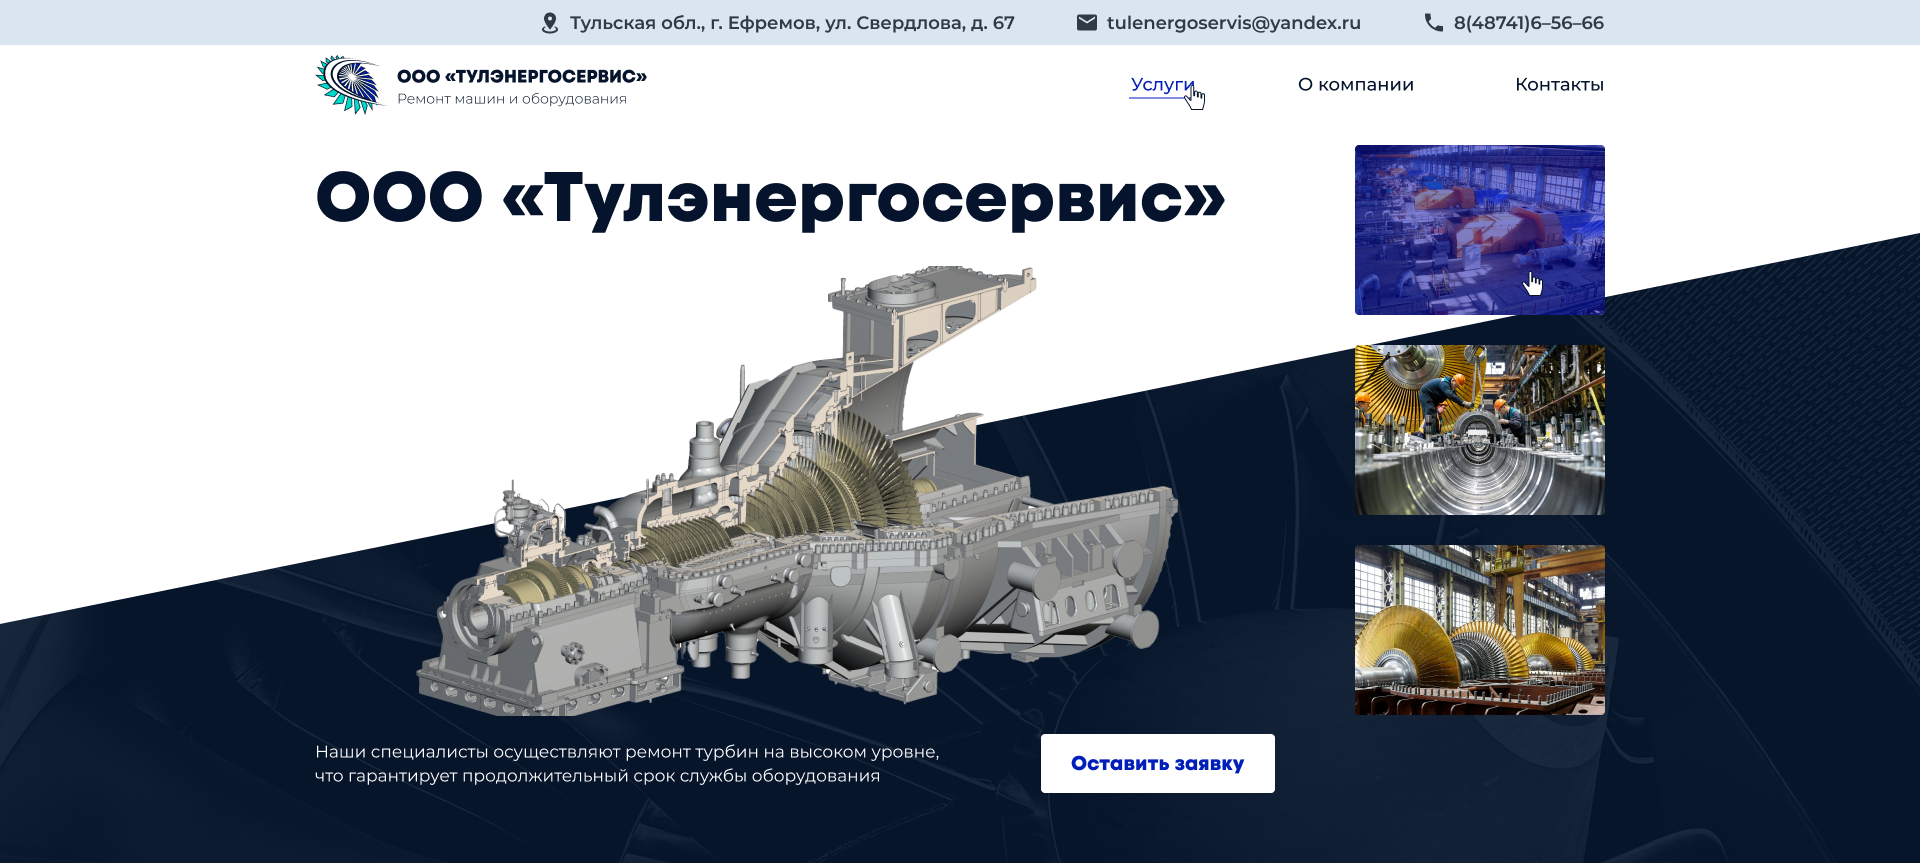 Тульская обл., г. Ефремов, ул. Свердлова, д. 67
tulenergoservis@yandex.ru
8(48741)6–56–66
ООО «ТУЛЭНЕРГОСЕРВИС»
Ремонт машин и оборудования
Услуги
О компании
Контакты
ООО «Тулэнергосервис»
Наши специалисты осуществляют ремонт турбин на высоком уровне,
что гарантирует продолжительный срок службы оборудования
Оставить заявку